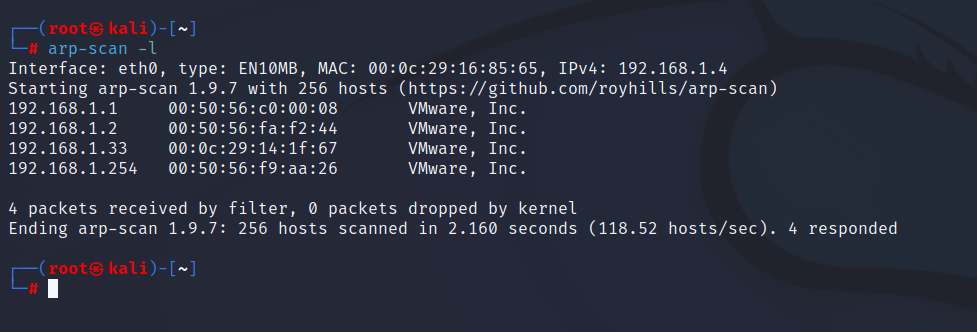 ┌──(root㉿kali)-[~]
└─# arp-scan -l
Interface: eth0, type: EN10MB, MAC: 00:0c:29:16:85:65, IPv4: 192.168.1.4
Starting arp-scan 1.9.7 with 256 hosts (https://github.com/royhills/arp-scan)
192.168.1.1     00:50:56:c0:00:08       VMware, Inc.
192.168.1.2     00:50:56:fa:f2:44       VMware, Inc.
192.168.1.33    00:0c:29:14:1f:67       VMware, Inc.
192.168.1.254   00:50:56:f9:aa:26       VMware, Inc.

4 packets received by filter, 0 packets dropped by kernel
Ending arp-scan 1.9.7: 256 hosts scanned in 2.160 seconds (118.52 hosts/sec). 4 responded

┌──(root㉿kali)-[~]
└─#